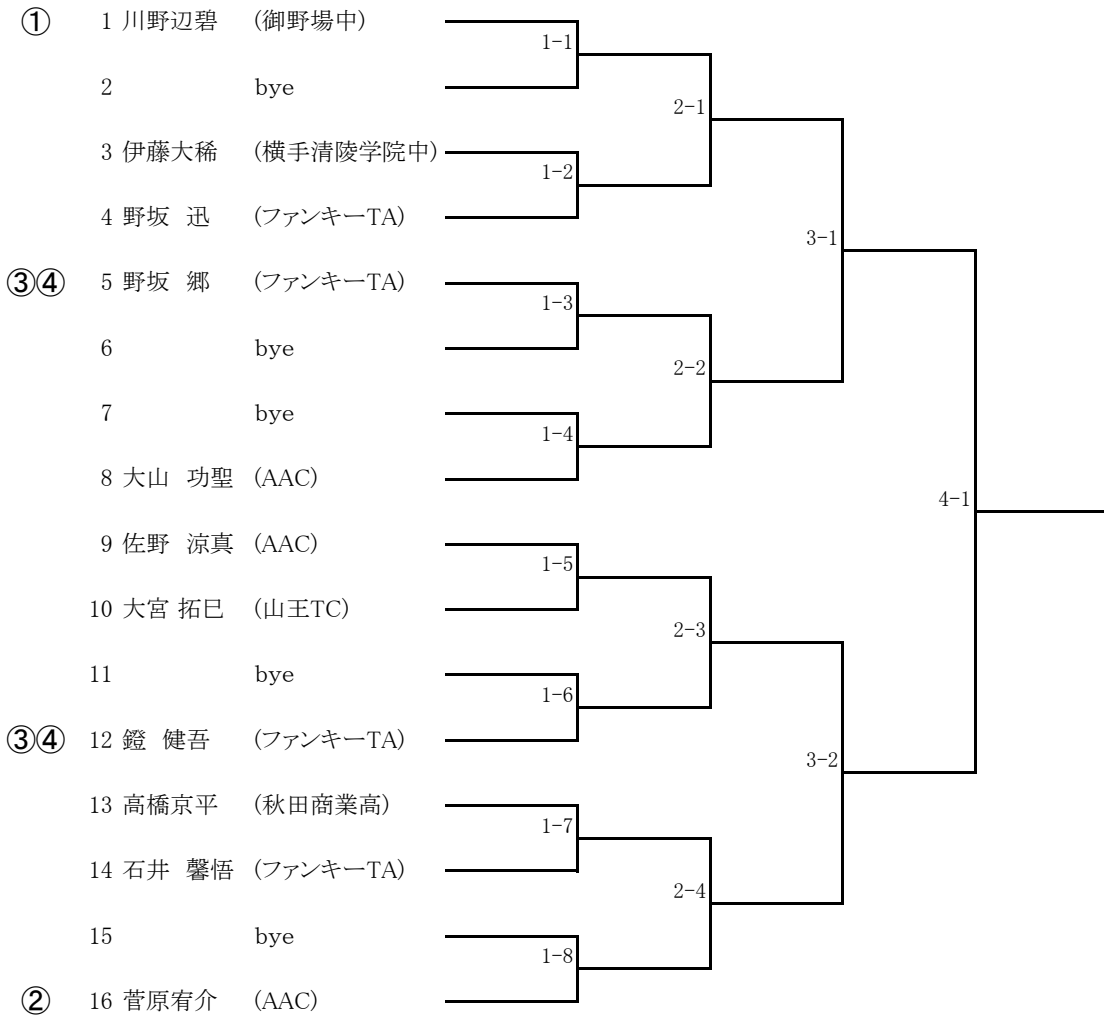 ① 1 川野辺碧 (御野場中)
1-1
2 bye
2-1
3 伊藤大稀 (横手清陵学院中)
1-2
4 野坂 迅 (ファンキーTA)
3-1
③④ 5 野坂 郷 (ファンキーTA)
1-3
6 bye
2-2
7 bye
1-4
8 大山 功聖 (AAC)
4-1
9 佐野 涼真 (AAC)
1-5
10 大宮 拓巳 (山王TC)
2-3
11 bye
1-6
③④ 12 鐙 健吾 (ファンキーTA)
3-2
13 高橋京平 (秋田商業高)
1-7
14 石井 馨悟 (ファンキーTA)
2-4
15 bye
1-8
② 16 菅原宥介 (AAC)